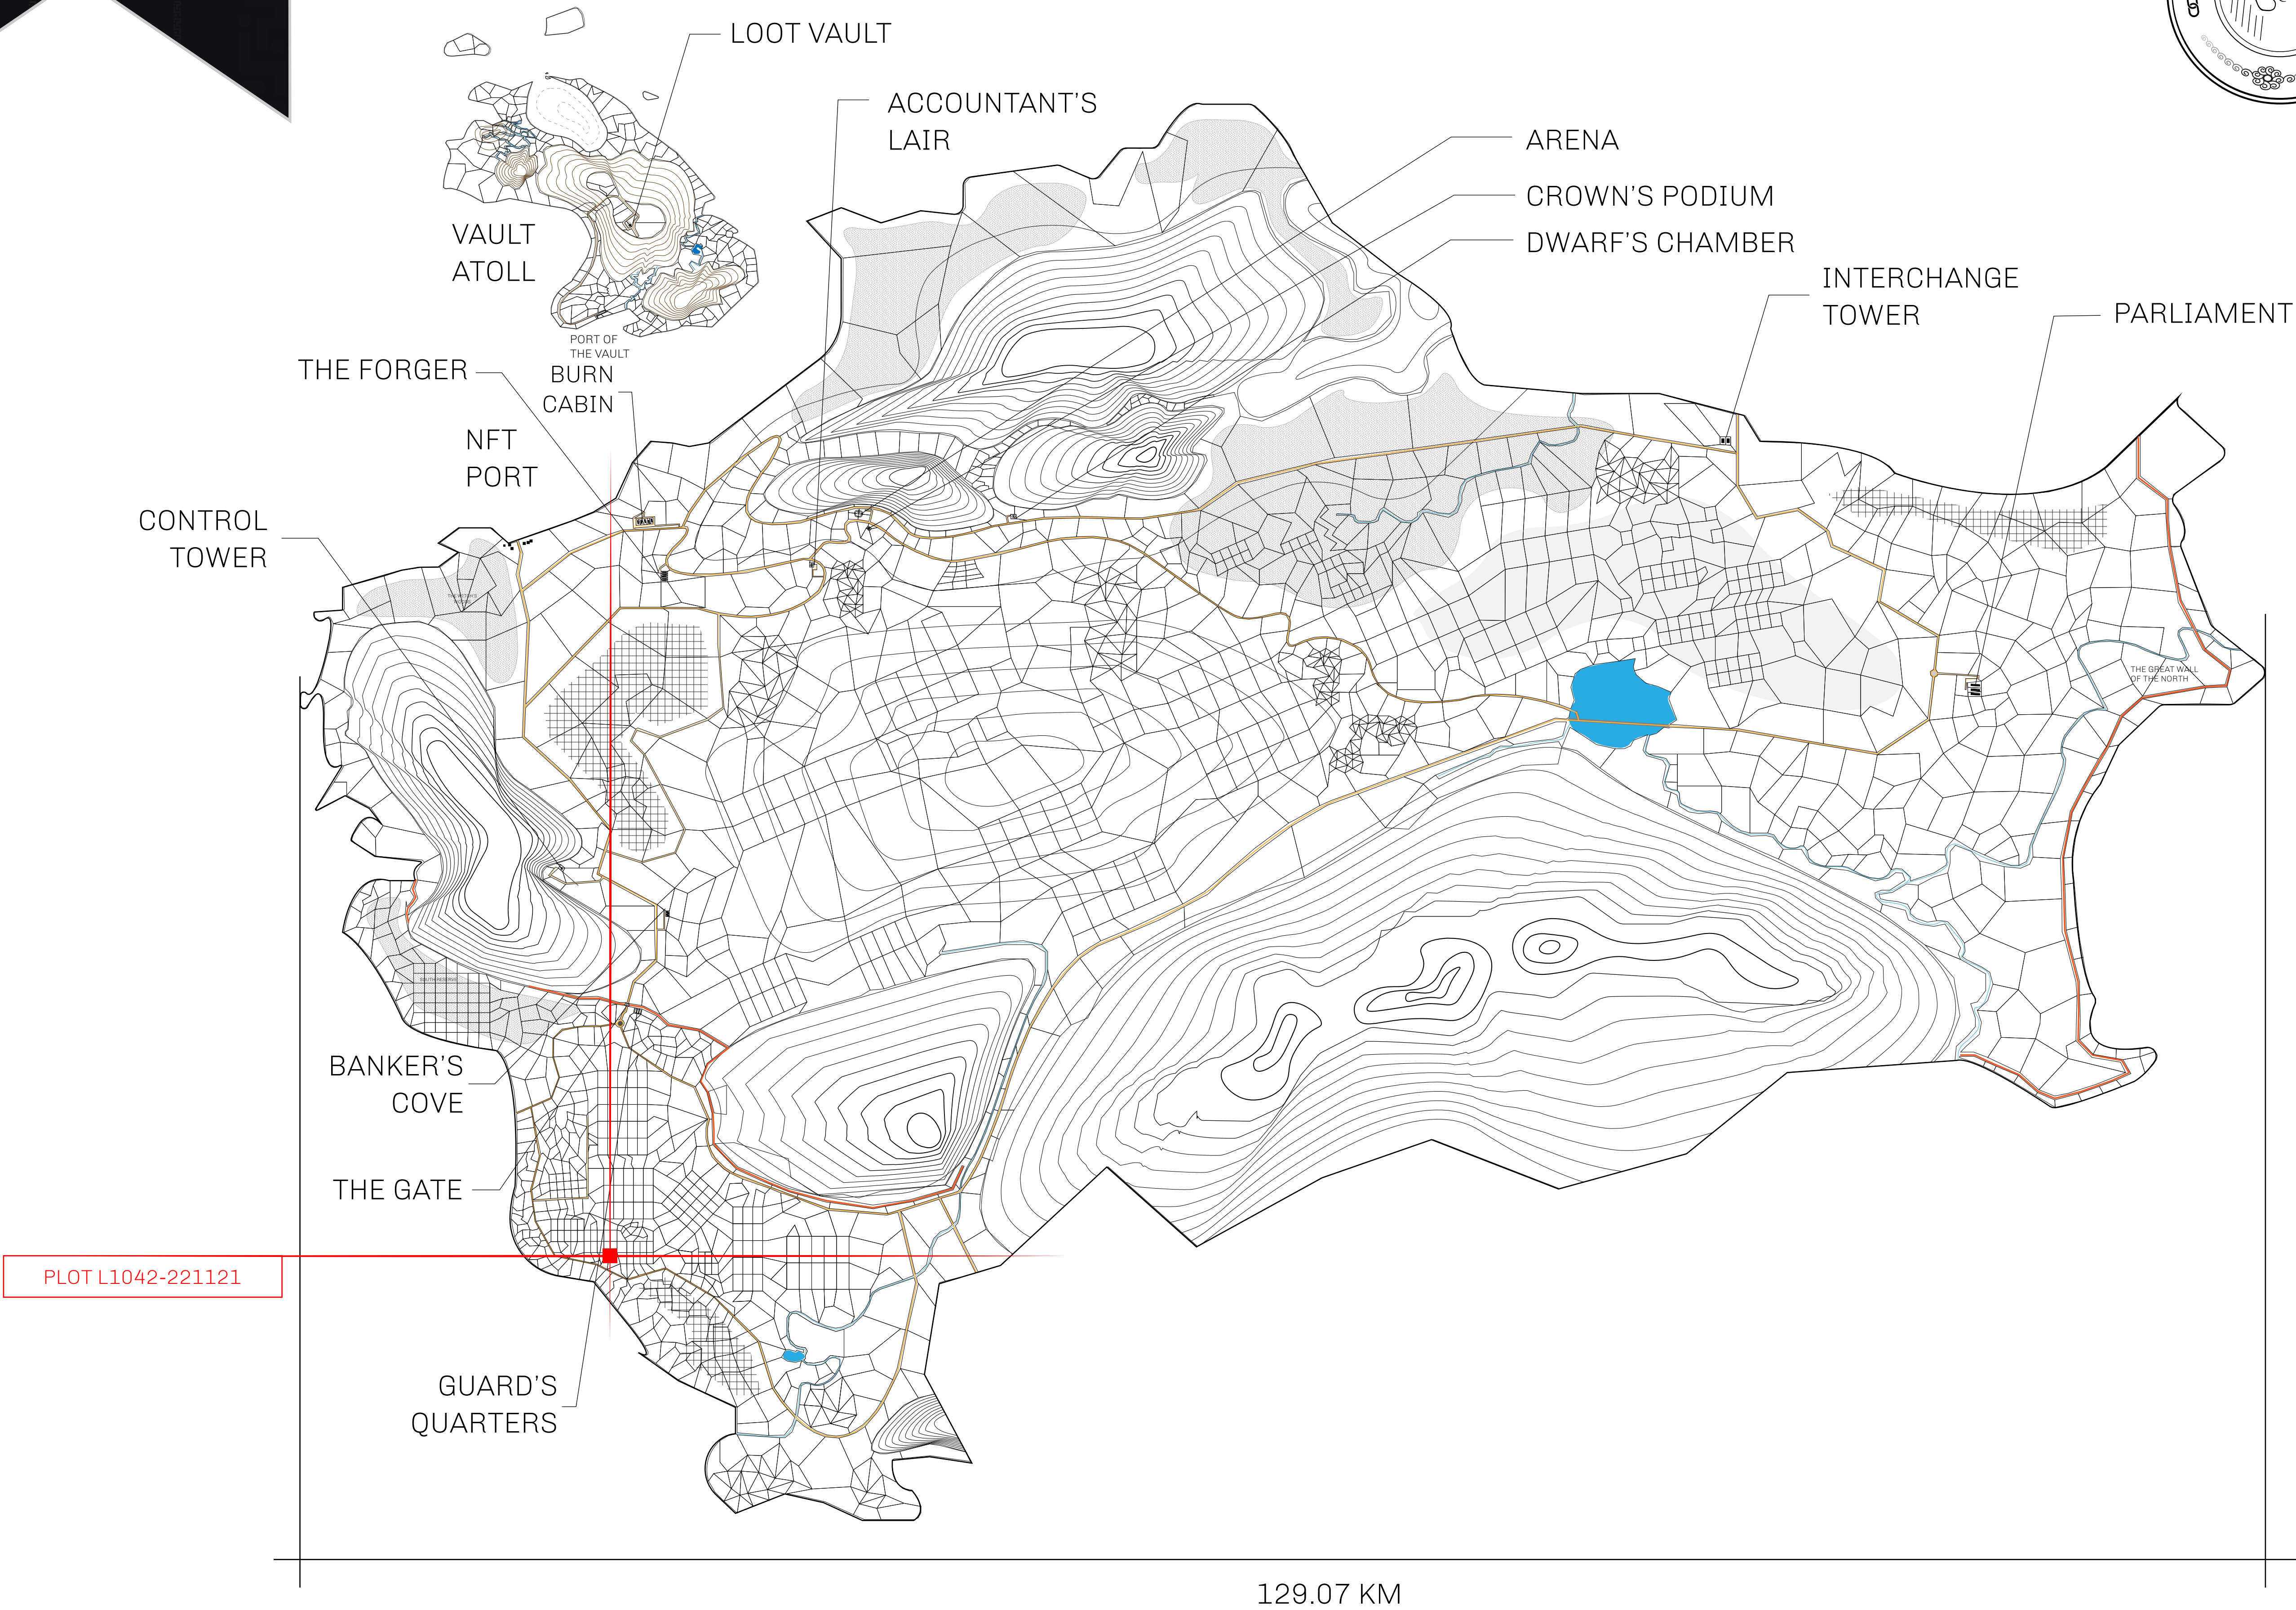 LOOT VAULT
ACCOUNTANT'S
LAIR
ARENA
CROWN'S PODIUM
DWARF'S CHAMBER
INTERCHANGE
TOWER
PARLIAMENT
VAULT
ATOLL
PORT OF
THE VAULT
THE FORGER
BURN
CABIN
NFT
PORT
CONTROL
TOWER
THE GREAT WALL
OF THE NORTH
SOUTH RESERVE
BANKER'S
COVE
THE GATE
PLOT L1042-221121
GUARD'S
QUARTERS
129.07 KM